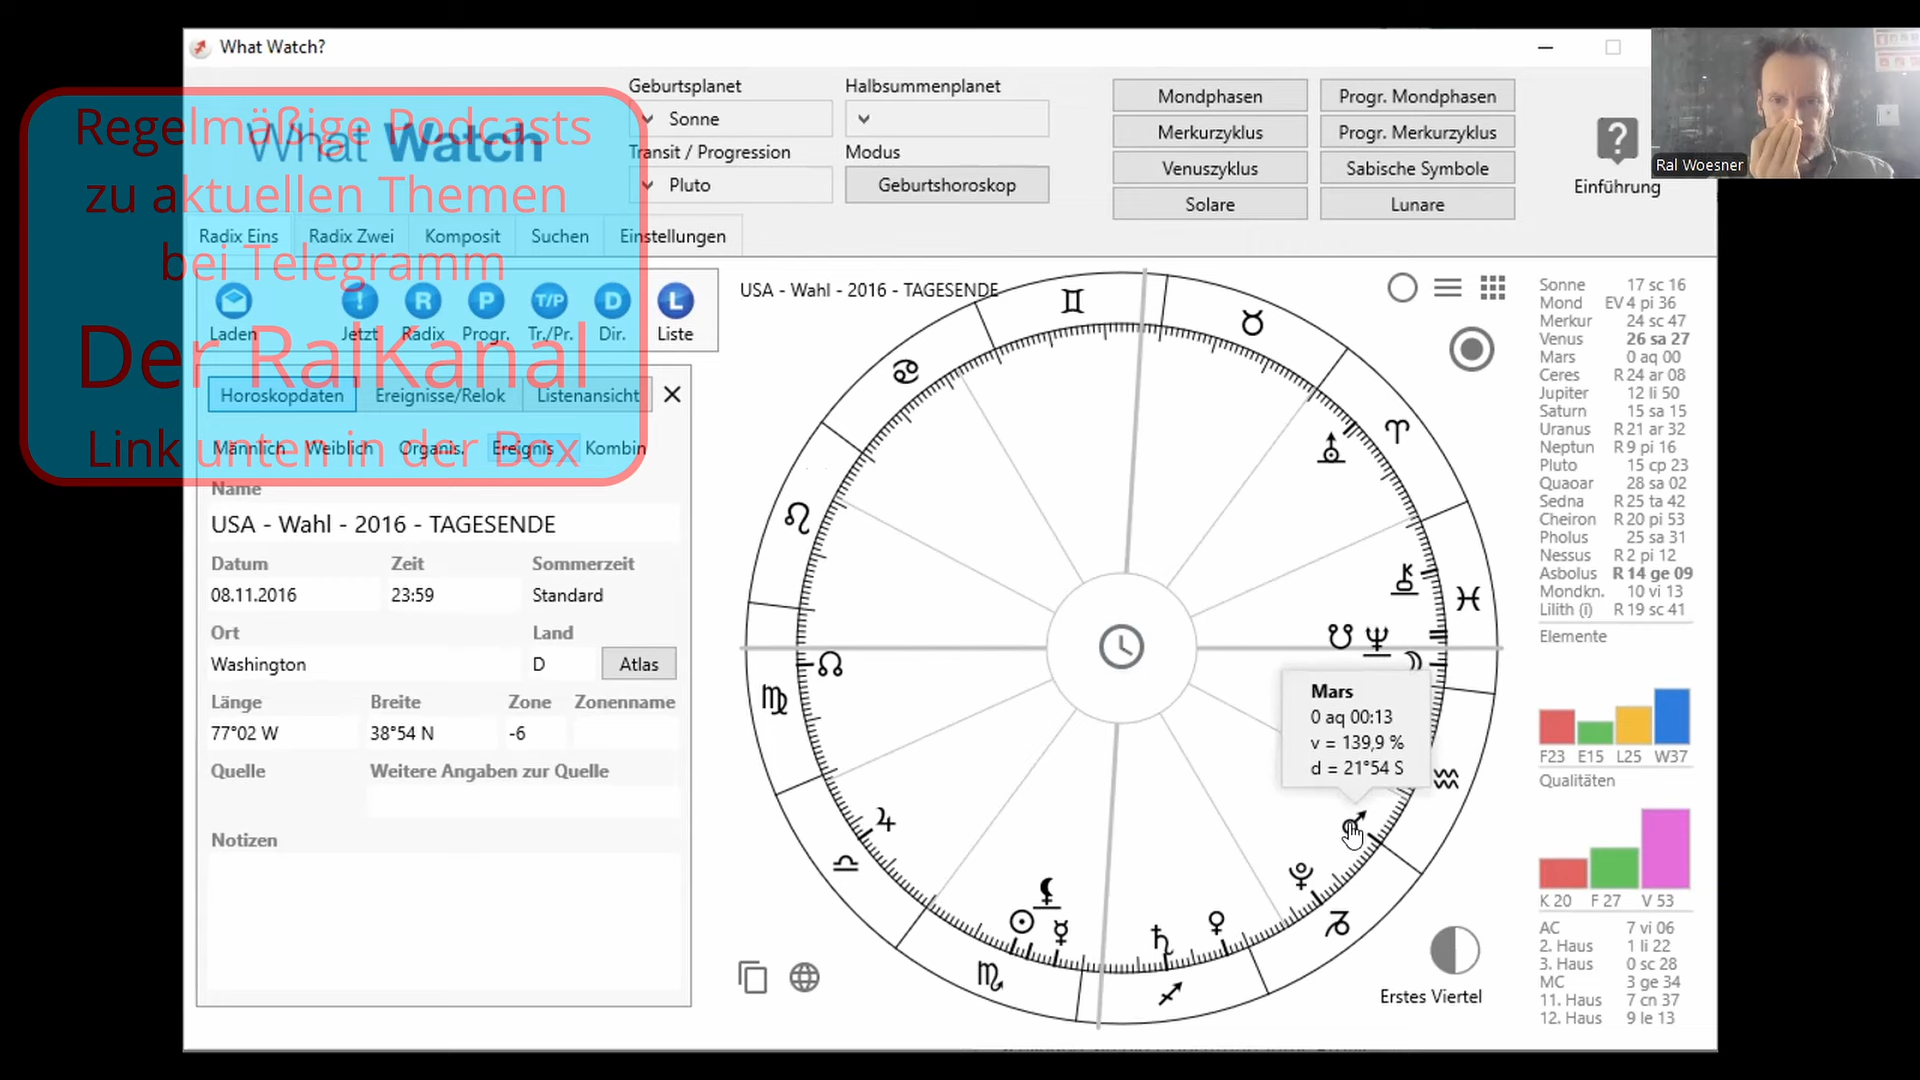 What Watch?
Regelmäßige Podcasts
zu aktuellen Themen
bei Telegramm
Der RalKanal
Link unten in der Box
What Watch
Geburtsplanet
Halbsummenplanet
Sonne
Transit / Progression
Modus
Pluto
Geburtshoroskop
Mondphasen
Progr. Mondphasen
Merkurzyklus
Progr. Merkurzyklus
Venuszyklus
Sabische Symbole
Solare
Lunare
?
Einführung
Ral Woesner
Radix Eins
Radix Zwei
Komposit
Suchen
Einstellungen
! R P T/P D L
Laden
Jetzt
Radix
Progr.
Tr./Pr.
Dir.
Liste
Horoskopdaten
Ereignisse/Relok
Listenansicht
Männlich
Weiblich
Organis.
Ereignis
Kombin
Name
USA - Wahl - 2016 - TAGESENDE
Datum
Zeit
Sommerzeit
08.11.2016
23:59
Standard
Ort
Land
Washington
D
Atlas
Länge
Breite
Zone
Zonenname
77°02 W
38°54 N
-6
Quelle
Weitere Angaben zur Quelle
Notizen
USA - Wahl - 2016 - TAGESENDE
Mars
0 aq 00:13
v = 139,9 %
d = 21°54 S
Erstes Viertel
Sonne 17 sc 16
Mond EV 4 pi 36
Merkur 24 sc 47
Venus 26 sa 27
Mars 0 aq 00
Ceres R 24 ar 08
Jupiter 12 li 50
Saturn 15 sa 15
Uranus R 21 ar 32
Neptun R 9 pi 16
Pluto 15 cp 23
Quaoar 28 sa 02
Sedna R 25 ta 42
Cheiron R 20 pi 53
Pholus 25 sa 31
Nessus R 2 pi 12
Asbolus R 14 ge 09
Mondkn. 10 vi 13
Lilith (i) R 19 sc 41
Elemente
F23 E15 L25 W37
Qualitäten
K 20 F 27 V 53
AC 7 vi 06
2. Haus 1 li 22
3. Haus 0 sc 28
MC 3 ge 34
11. Haus 7 cn 37
12. Haus 9 le 13